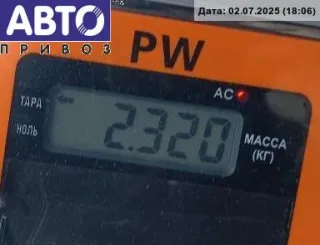 АВТО
ПРИВОЗ
Дата: 02.07.2025 (18:06)
PW
AC
ТАРА
НОЛЬ
2.320
МАССА
(КГ)